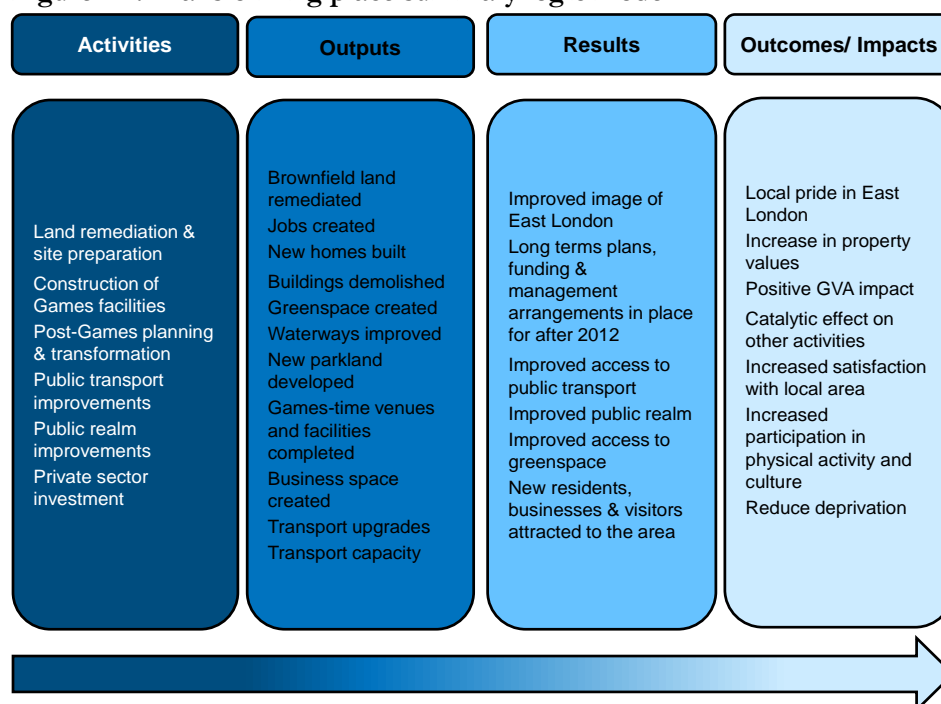 Activities
Outputs
Results
Outcomes/ Impacts
Land remediation &
site preparation
Construction of
Games facilities
Post-Games planning
& transformation
Public transport
improvements
Public realm
improvements
Private sector
investment
Brownfield land
remediated
Jobs created
New homes built
Buildings demolished
Greenspace created
Waterways improved
New parkland
developed
Games-time venues
and facilities
completed
Business space
created
Transport upgrades
Transport capacity
Improved image of
East London
Long terms plans,
funding &
management
arrangements in place
for after 2012
Improved access to
public transport
Improved public realm
Improved access to
greenspace
New residents,
businesses & visitors
attracted to the area
Local pride in East
London
Increase in property
values
Positive GVA impact
Catalytic effect on
other activities
Increased satisfaction
with local area
Increased
participation in
physical activity and
culture
Reduce deprivation